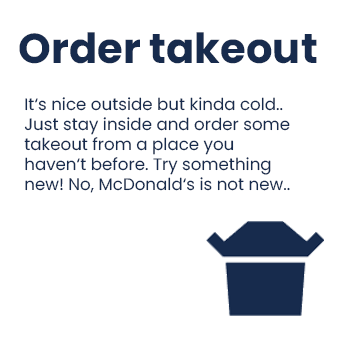 Order takeout
It's nice outside but kinda cold..
Just stay inside and order some
takeout from a place you
haven't before. Try something
new! No, McDonald's is not new..